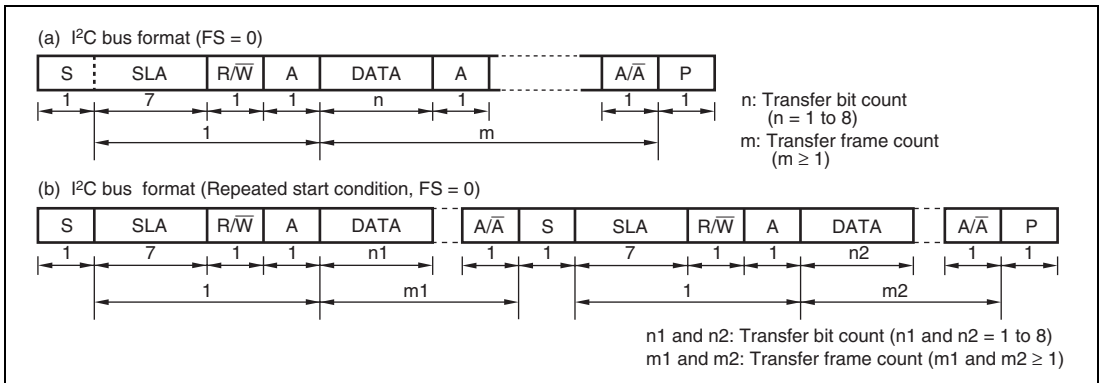 (a) I²C bus format (FS = 0)
S SLA R/W̅ A DATA A A/A̅ P
1 7 1 1 n 1 1 1
1 m
n: Transfer bit count
(n = 1 to 8)
m: Transfer frame count
(m ≥ 1)
(b) I²C bus format (Repeated start condition, FS = 0)
S SLA R/W̅ A DATA A/A̅ S SLA R/W̅ A DATA A/A̅ P
1 7 1 1 n1 1 1 7 1 1 n2 1 1
1 m1 1 m2
n1 and n2: Transfer bit count (n1 and n2 = 1 to 8)
m1 and m2: Transfer frame count (m1 and m2 ≥ 1)